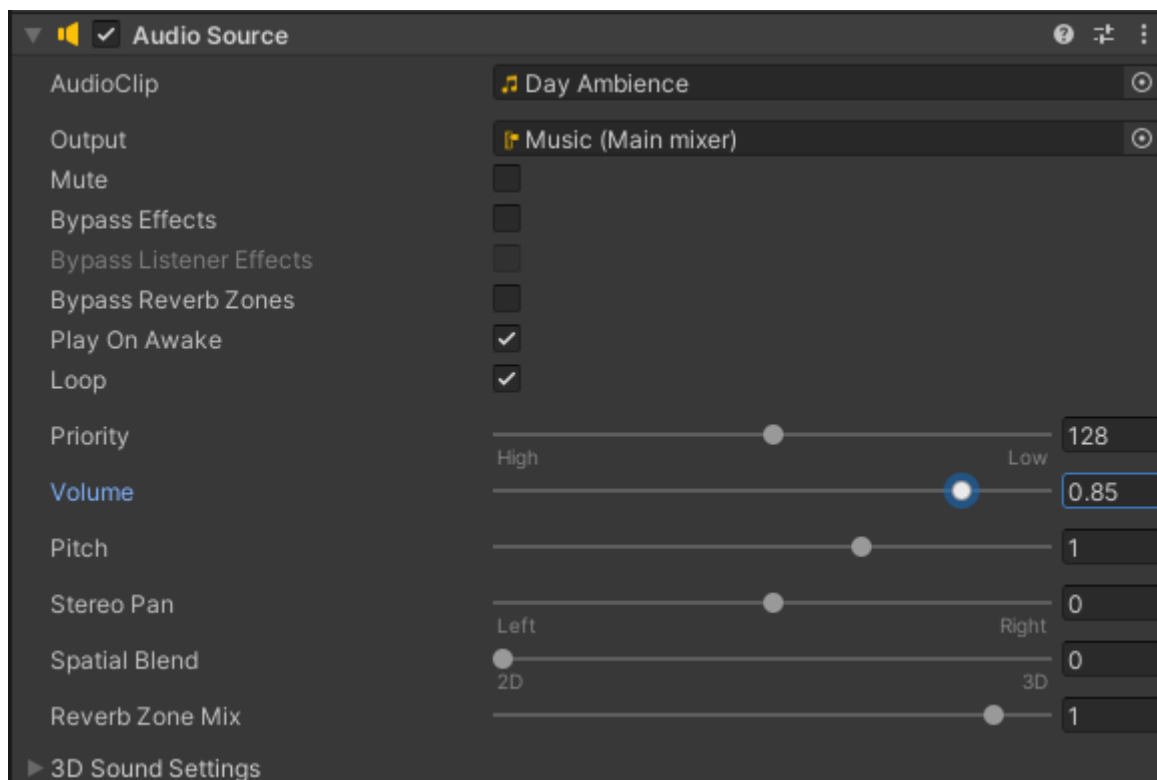 Audio Source
AudioClip Day Ambience
Output Music (Main mixer)
Mute
Bypass Effects
Bypass Listener Effects
Bypass Reverb Zones
Play On Awake
Loop
Priority 128
High Low
Volume 0.85
Pitch 1
Stereo Pan 0
Left Right
Spatial Blend 0
2D 3D
Reverb Zone Mix 1
3D Sound Settings